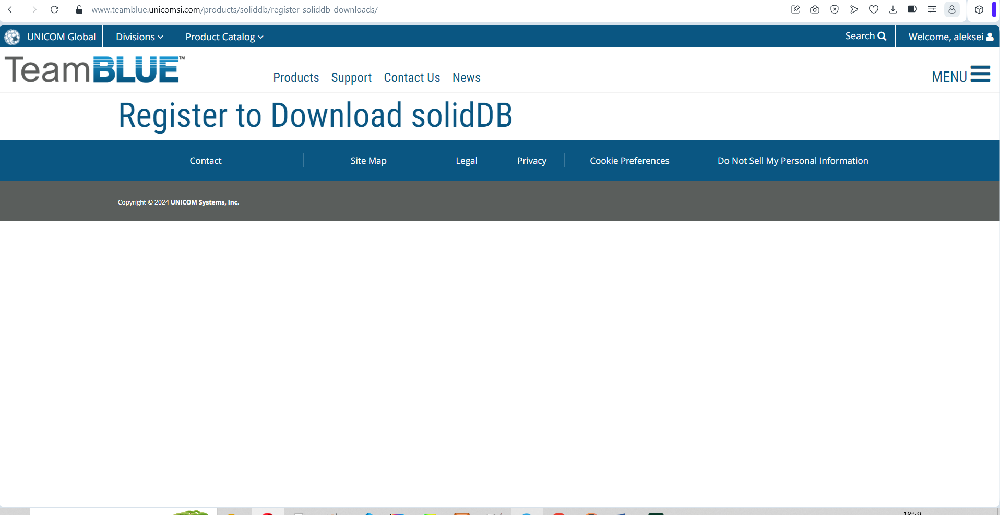 www.teamblue.unicomsi.com/products/soliddb/register-soliddb-downloads/
UNICOM Global Divisions Product Catalog Search Welcome, aleksei
TeamBLUE™ Products Support Contact Us News MENU
Register to Download solidDB
Contact Site Map Legal Privacy Cookie Preferences Do Not Sell My Personal Information
Copyright © 2024 UNICOM Systems, Inc.
18:59